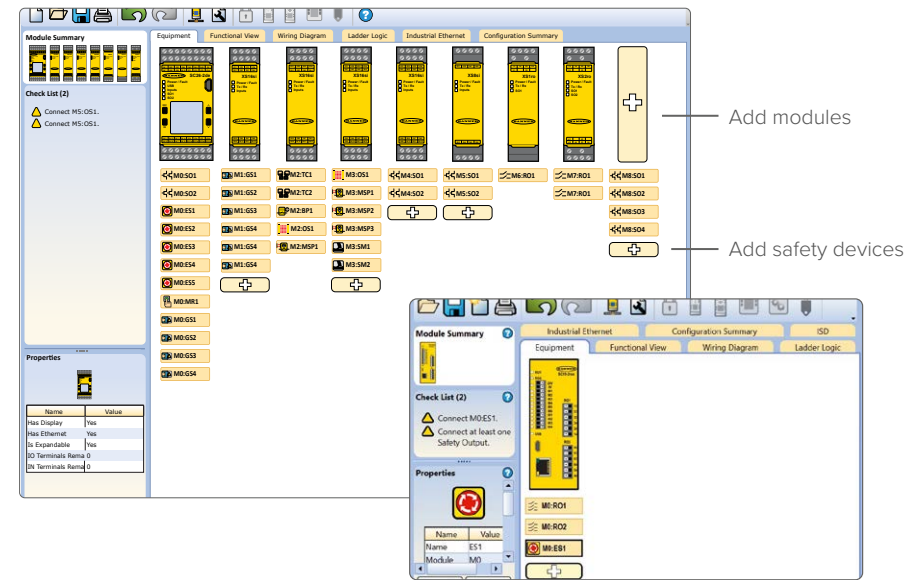 Module Summary
Equipment
Functional View
Wiring Diagram
Ladder Logic
Industrial Ethernet
Configuration Summary
Check List (2)
Connect M5:OS1.
Connect M5:OS1.
Add modules
M0:SO1
M1:GS1
M2:TC1
M3:OS1
M4:SO1
M5:SO1
M6:RO1
M7:RO1
M8:SO1
M0:SO2
M1:GS2
M2:TC2
M3:MSP1
M4:SO2
M5:SO2
M7:RO1
M8:SO2
M0:ES1
M1:GS3
M2:BP1
M3:MSP2
M8:SO3
M0:ES2
M1:GS4
M2:OS1
M3:MSP3
M8:SO4
M0:ES3
M1:GS4
M2:MSP1
M3:SM1
Add safety devices
M0:ES4
M1:GS4
M3:SM2
M0:ES5
M0:MR1
M0:GS1
M0:GS2
M0:GS3
M0:GS4
Properties
Name Value
Has Display Yes
Has Ethernet Yes
Is Expandable Yes
IO Terminals Rema 0
IN Terminals Rema 0
Module Summary
Industrial Ethernet
Configuration Summary
ISD
Equipment
Functional View
Wiring Diagram
Ladder Logic
Check List (2)
Connect M0:ES1.
Connect at least one
Safety Output.
Properties
Name Value
Name ES1
Module M0
M0:RO1
M0:RO2
M0:ES1